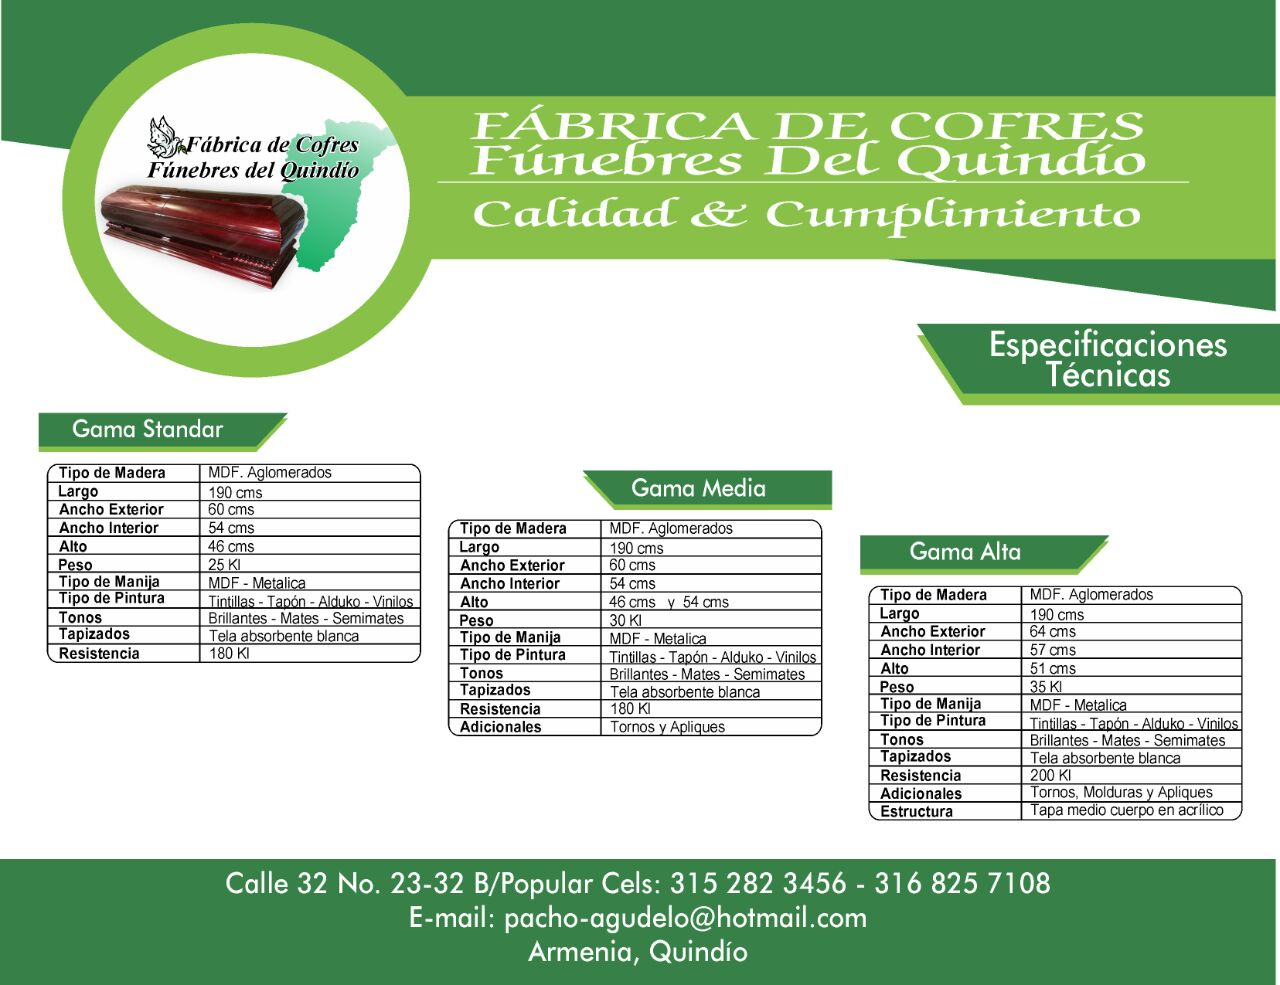 Fábrica de Cofres
Fúnebres del Quindío
FÁBRICA DE COFRES
Fúnebres Del Quindío
Calidad & Cumplimiento
Especificaciones
Técnicas
Gama Standar
Tipo de Madera MDF. Aglomerados
Largo 190 cms
Ancho Exterior 60 cms
Ancho Interior 54 cms
Alto 46 cms
Peso 25 Kl
Tipo de Manija MDF - Metalica
Tipo de Pintura Tintillas - Tapón - Alduko - Vinilos
Tonos Brillantes - Mates - Semimates
Tapizados Tela absorbente blanca
Resistencia 180 Kl
Gama Media
Tipo de Madera MDF. Aglomerados
Largo 190 cms
Ancho Exterior 60 cms
Ancho Interior 54 cms
Alto 46 cms y 54 cms
Peso 30 Kl
Tipo de Manija MDF - Metalica
Tipo de Pintura Tintillas - Tapón - Alduko - Vinilos
Tonos Brillantes - Mates - Semimates
Tapizados Tela absorbente blanca
Resistencia 180 Kl
Adicionales Tornos y Apliques
Gama Alta
Tipo de Madera MDF. Aglomerados
Largo 190 cms
Ancho Exterior 64 cms
Ancho Interior 57 cms
Alto 51 cms
Peso 35 Kl
Tipo de Manija MDF - Metalica
Tipo de Pintura Tintillas - Tapón - Alduko - Vinilos
Tonos Brillantes - Mates - Semimates
Tapizados Tela absorbente blanca
Resistencia 200 Kl
Adicionales Tornos, Molduras y Apliques
Estructura Tapa medio cuerpo en acrílico
Calle 32 No. 23-32 B/Popular Cels: 315 282 3456 - 316 825 7108
E-mail: pacho-agudelo@hotmail.com
Armenia, Quindío